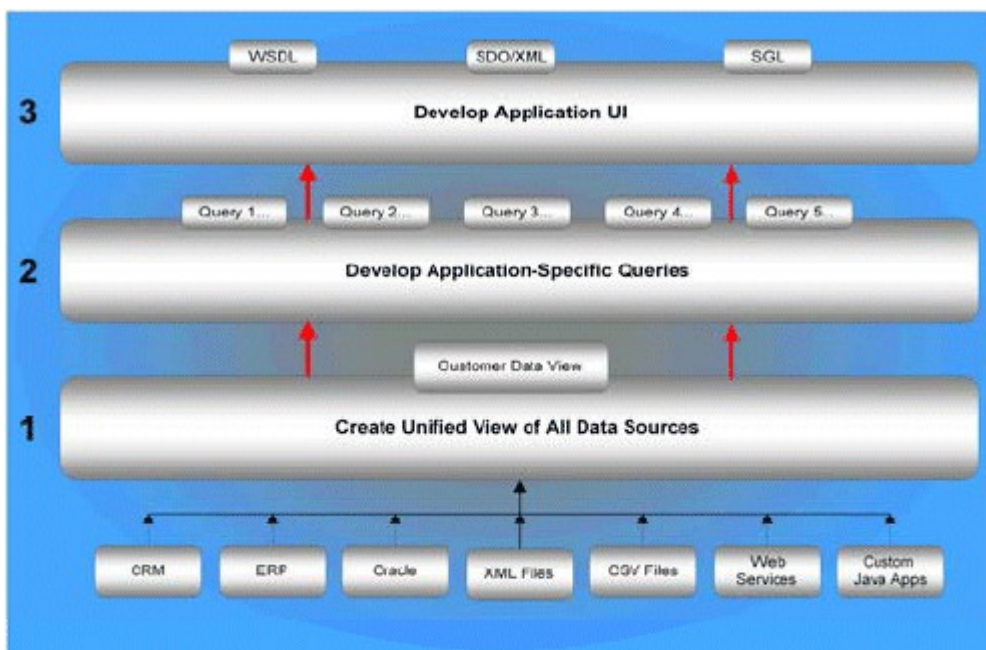 WSDL SDO/XML SQL
3 Develop Application UI
Query 1... Query 2... Query 3... Query 4... Query 5...
2 Develop Application-Specific Queries
Customer Data View
1 Create Unified View of All Data Sources
CRM ERP Oracle XML Files CSV Files Web Services Custom Java Apps